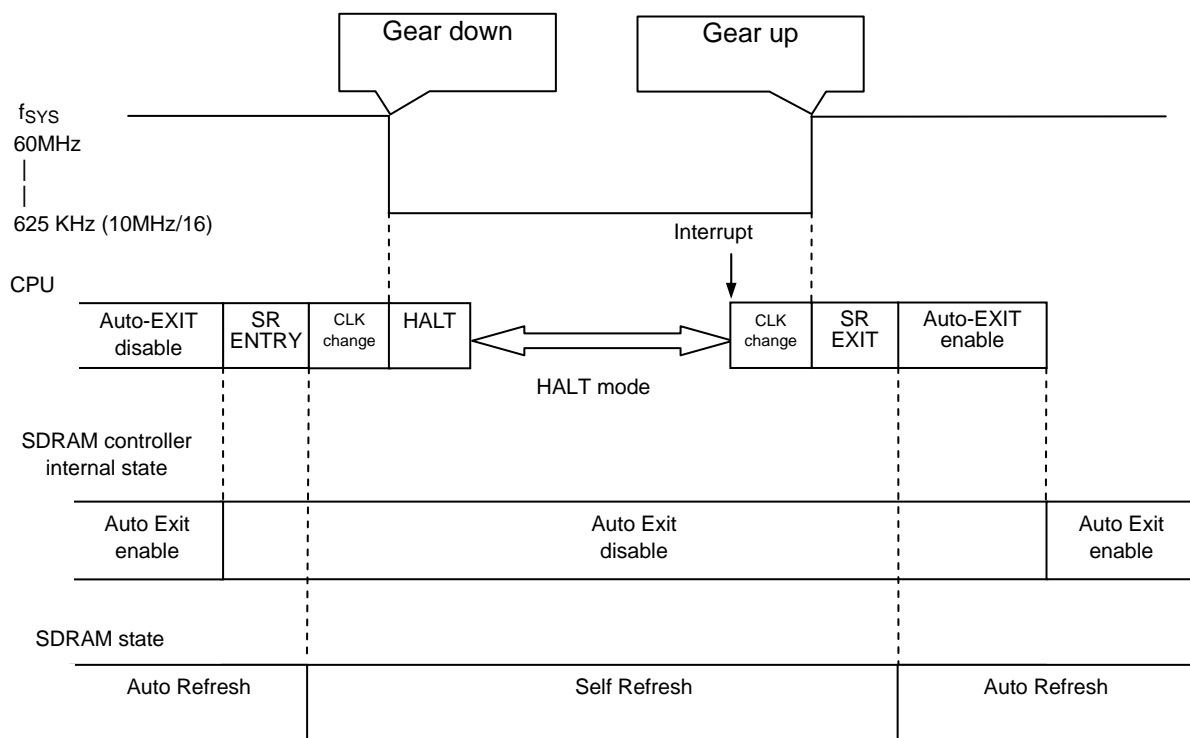 Gear down
Gear up
fSYS
60MHz
|
|
625 KHz (10MHz/16)
Interrupt
CPU
Auto-EXIT
disable
SR
ENTRY
CLK
change
HALT
CLK
change
SR
EXIT
Auto-EXIT
enable
HALT mode
SDRAM controller
internal state
Auto Exit
enable
Auto Exit
disable
Auto Exit
enable
SDRAM state
Auto Refresh
Self Refresh
Auto Refresh